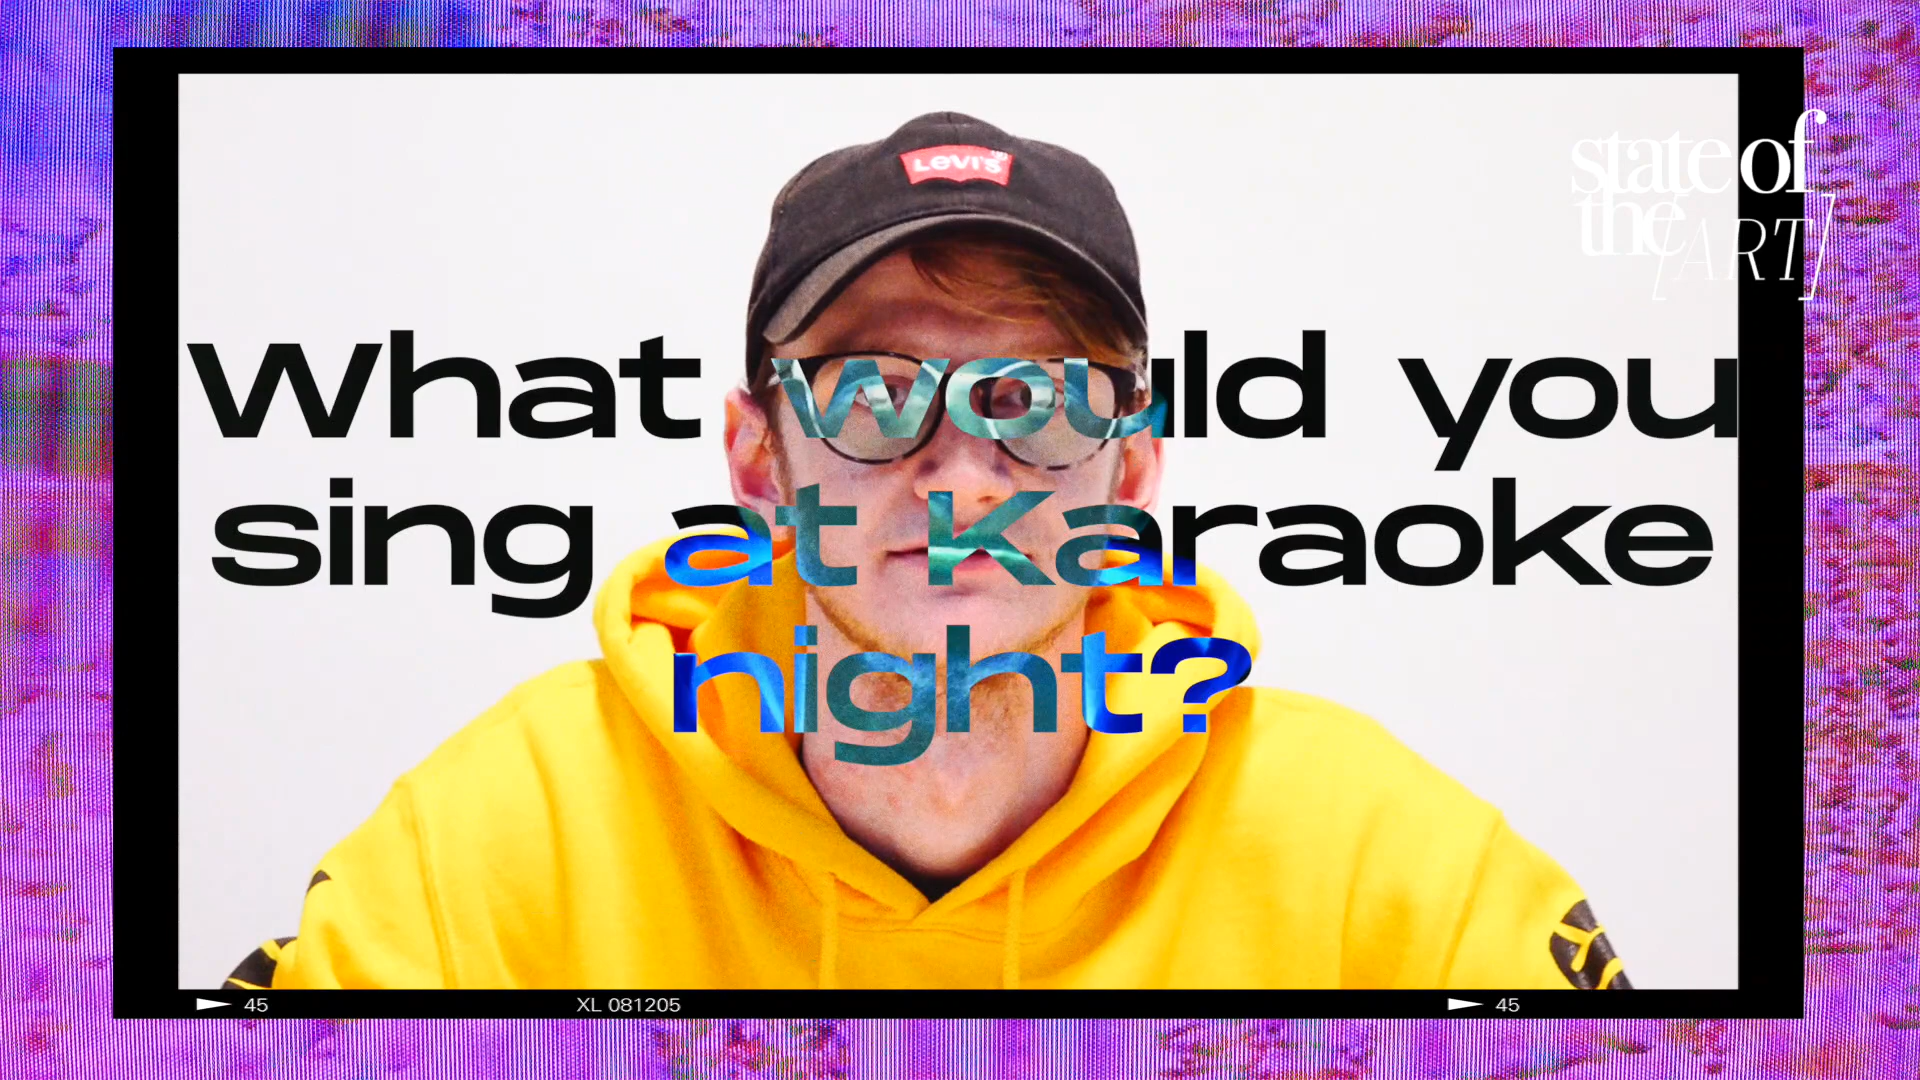 LEVI'S
state of
the [ART]
What would you
sing at Karaoke
night?
45
XL 081205
45